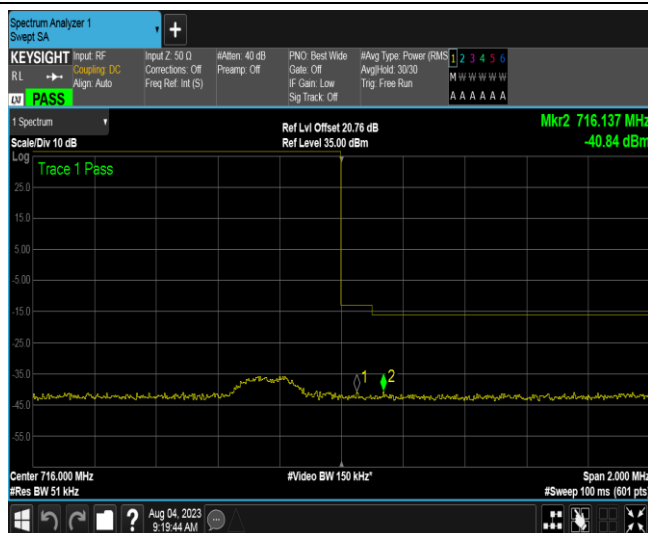 Spectrum Analyzer 1
Swept SA
+
KEYSIGHT
RL
LXI PASS
Input: RF
Coupling: DC
Align: Auto
Input Z: 50 Ω
Corrections: Off
Freq Ref: Int (S)
#Atten: 40 dB
Preamp: Off
PNO: Best Wide
Gate: Off
IF Gain: Low
Sig Track: Off
#Avg Type: Power (RMS
Avg|Hold: 30/30
Trig: Free Run
1 2 3 4 5 6
M W W W W W
A A A A A A
1 Spectrum
Scale/Div 10 dB
Ref Lvl Offset 20.76 dB
Ref Level 35.00 dBm
Mkr2 716.137 MHz
-40.84 dBm
Log
Trace 1 Pass
25.0
15.0
5.00
-5.00
-15.0
-25.0
-35.0
-45.0
-55.0
1
2
Center 716.000 MHz
#Res BW 51 kHz
#Video BW 150 kHz*
Span 2.000 MHz
#Sweep 100 ms (601 pts)
?
Aug 04, 2023
9:19:44 AM